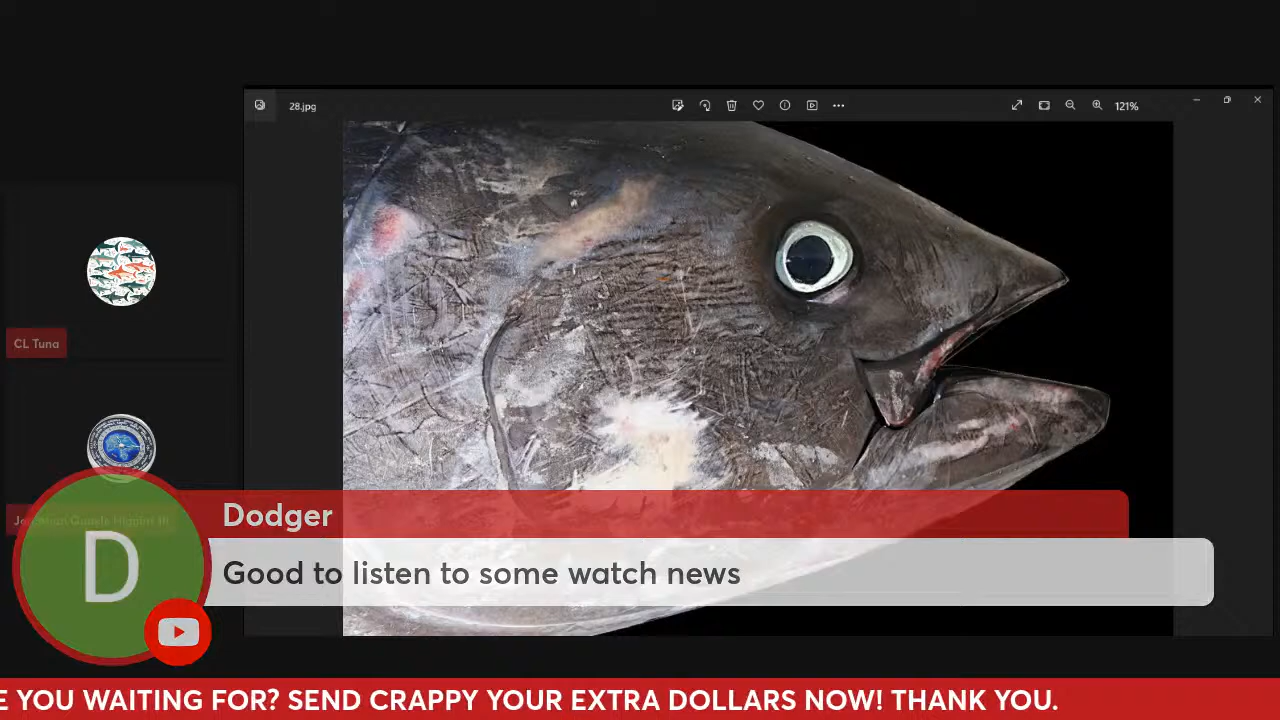 28.jpg
121%
CL Tuna
D
Dodger
Good to listen to some watch news
E YOU WAITING FOR? SEND CRAPPY YOUR EXTRA DOLLARS NOW! THANK YOU.